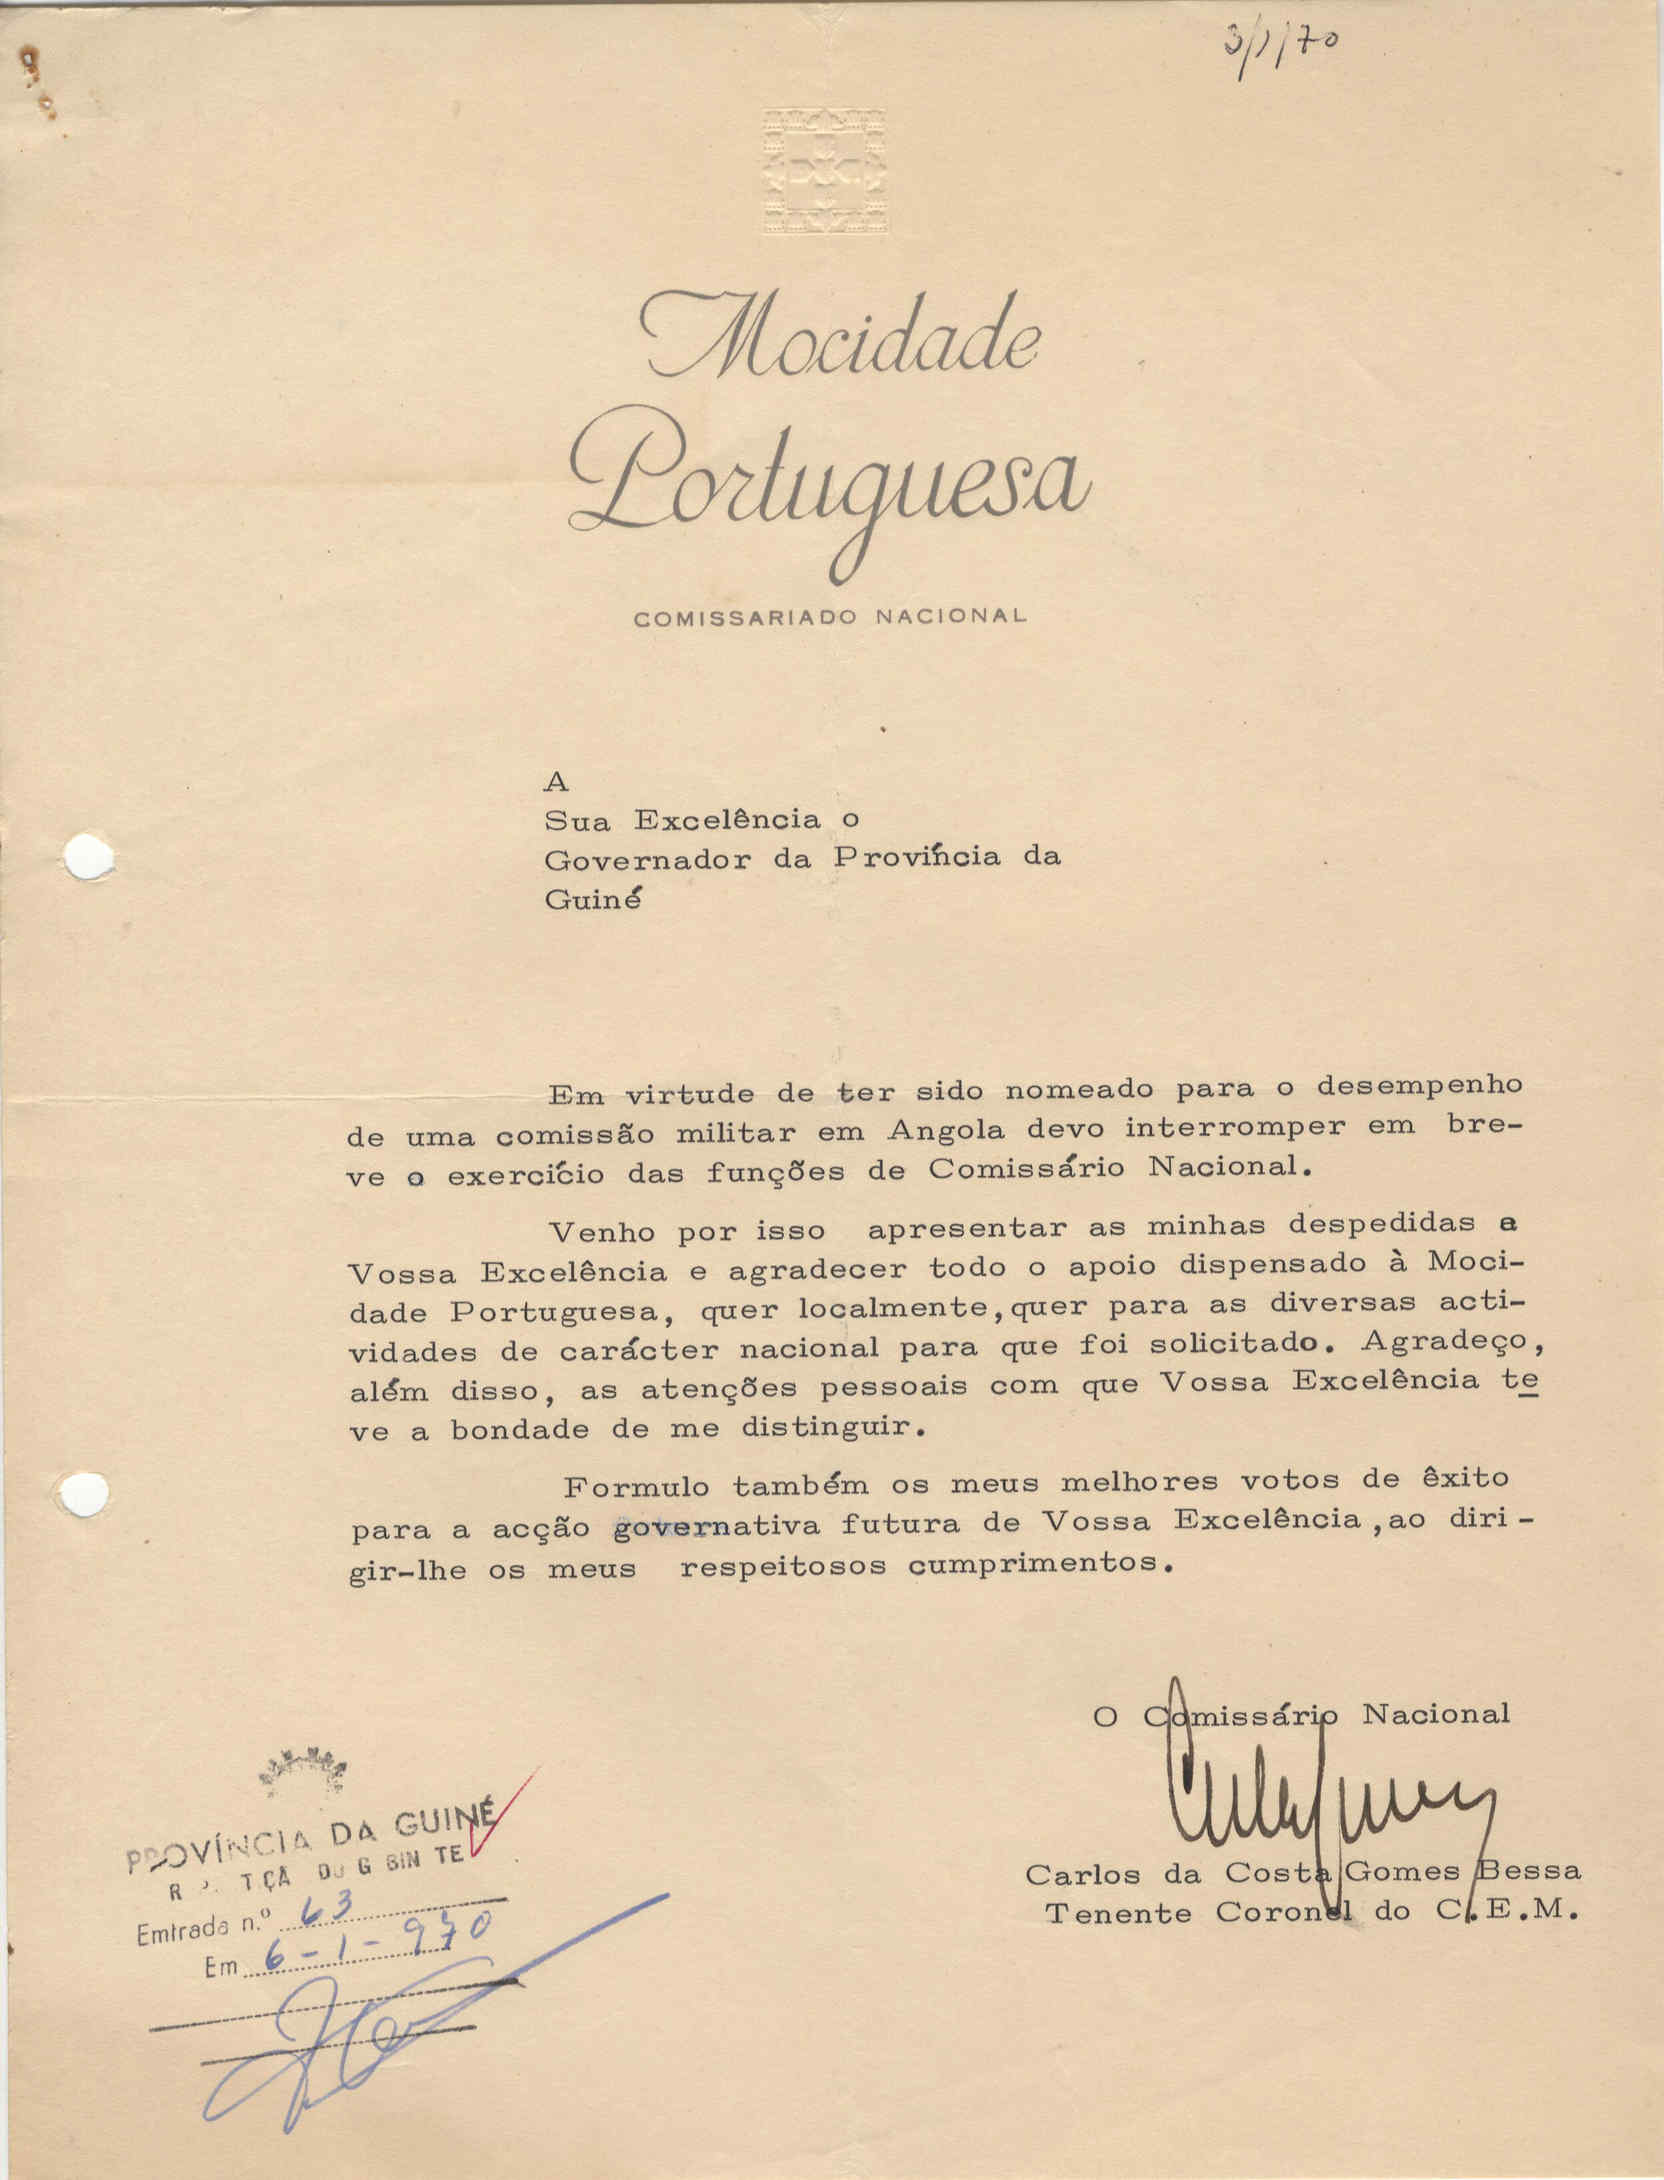 3/1/70
Mocidade
Portuguesa
COMISSARIADO NACIONAL
A
Sua Excelência o
Governador da Província da
Guiné
Em virtude de ter sido nomeado para o desempenho
de uma comissão militar em Angola devo interromper em bre-
ve o exercício das funções de Comissário Nacional.
Venho por isso apresentar as minhas despedidas a
Vossa Excelência e agradecer todo o apoio dispensado à Moci-
dade Portuguesa, quer localmente,quer para as diversas acti-
vidades de carácter nacional para que foi solicitado. Agradeço,
além disso, as atenções pessoais com que Vossa Excelência te
ve a bondade de me distinguir.
Formulo também os meus melhores votos de êxito
para a acção governativa futura de Vossa Excelência,ao diri-
gir-lhe os meus respeitosos cumprimentos.
O Comissário Nacional
Carlos da Costa Gomes Bessa
Tenente Coronel do C.E.M.
PROVÍNCIA DA GUINÉ
Emtrada n.º 63
Em 6-1-970